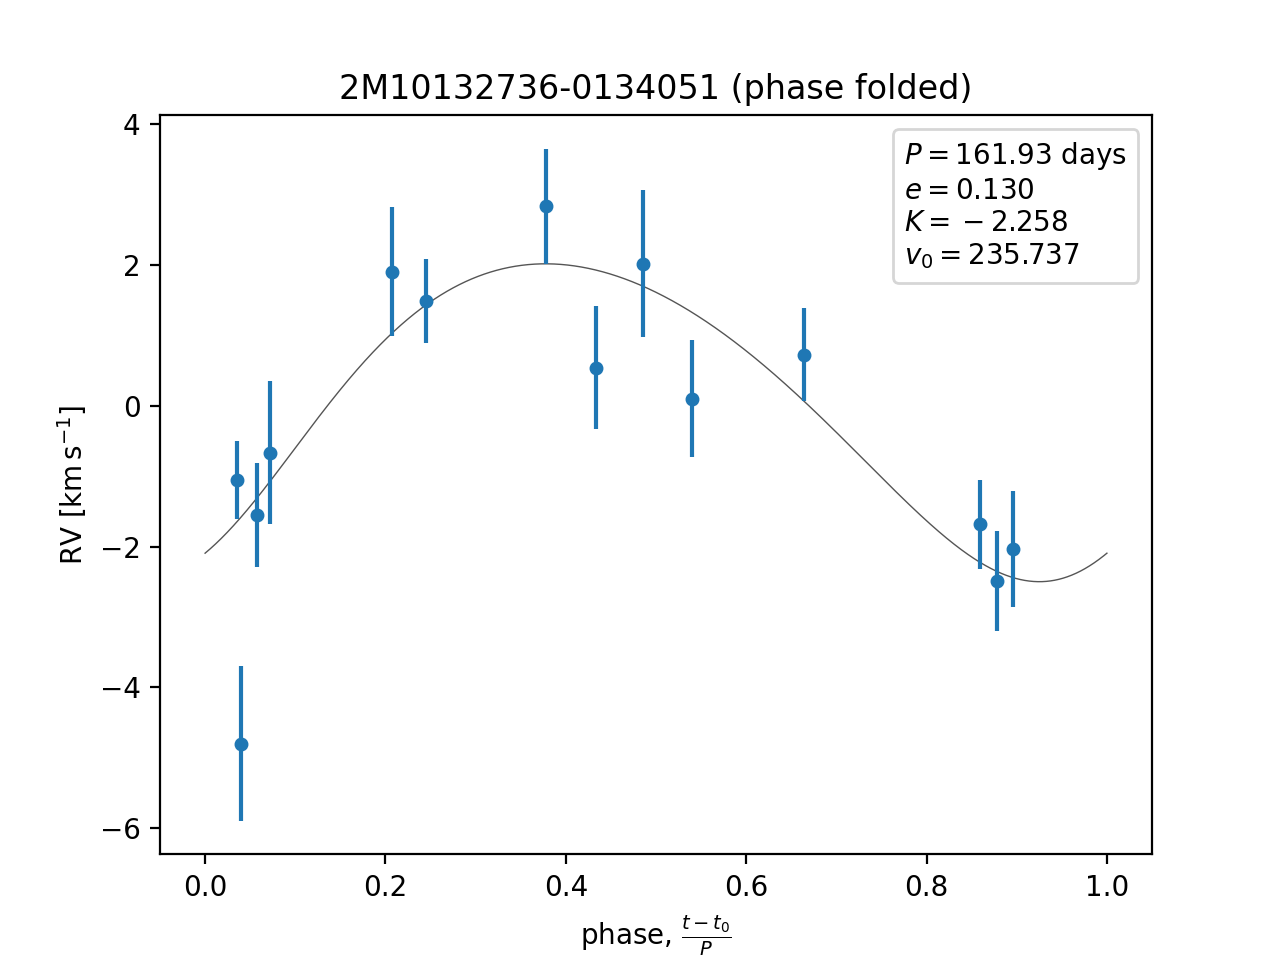 2M10132736-0134051 (phase folded)
P = 161.93 days
e = 0.130
K = −2.258
v₀ = 235.737
RV [km s⁻¹]
4
2
0
−2
−4
−6
0.0 0.2 0.4 0.6 0.8 1.0
phase, (t − t₀)/P